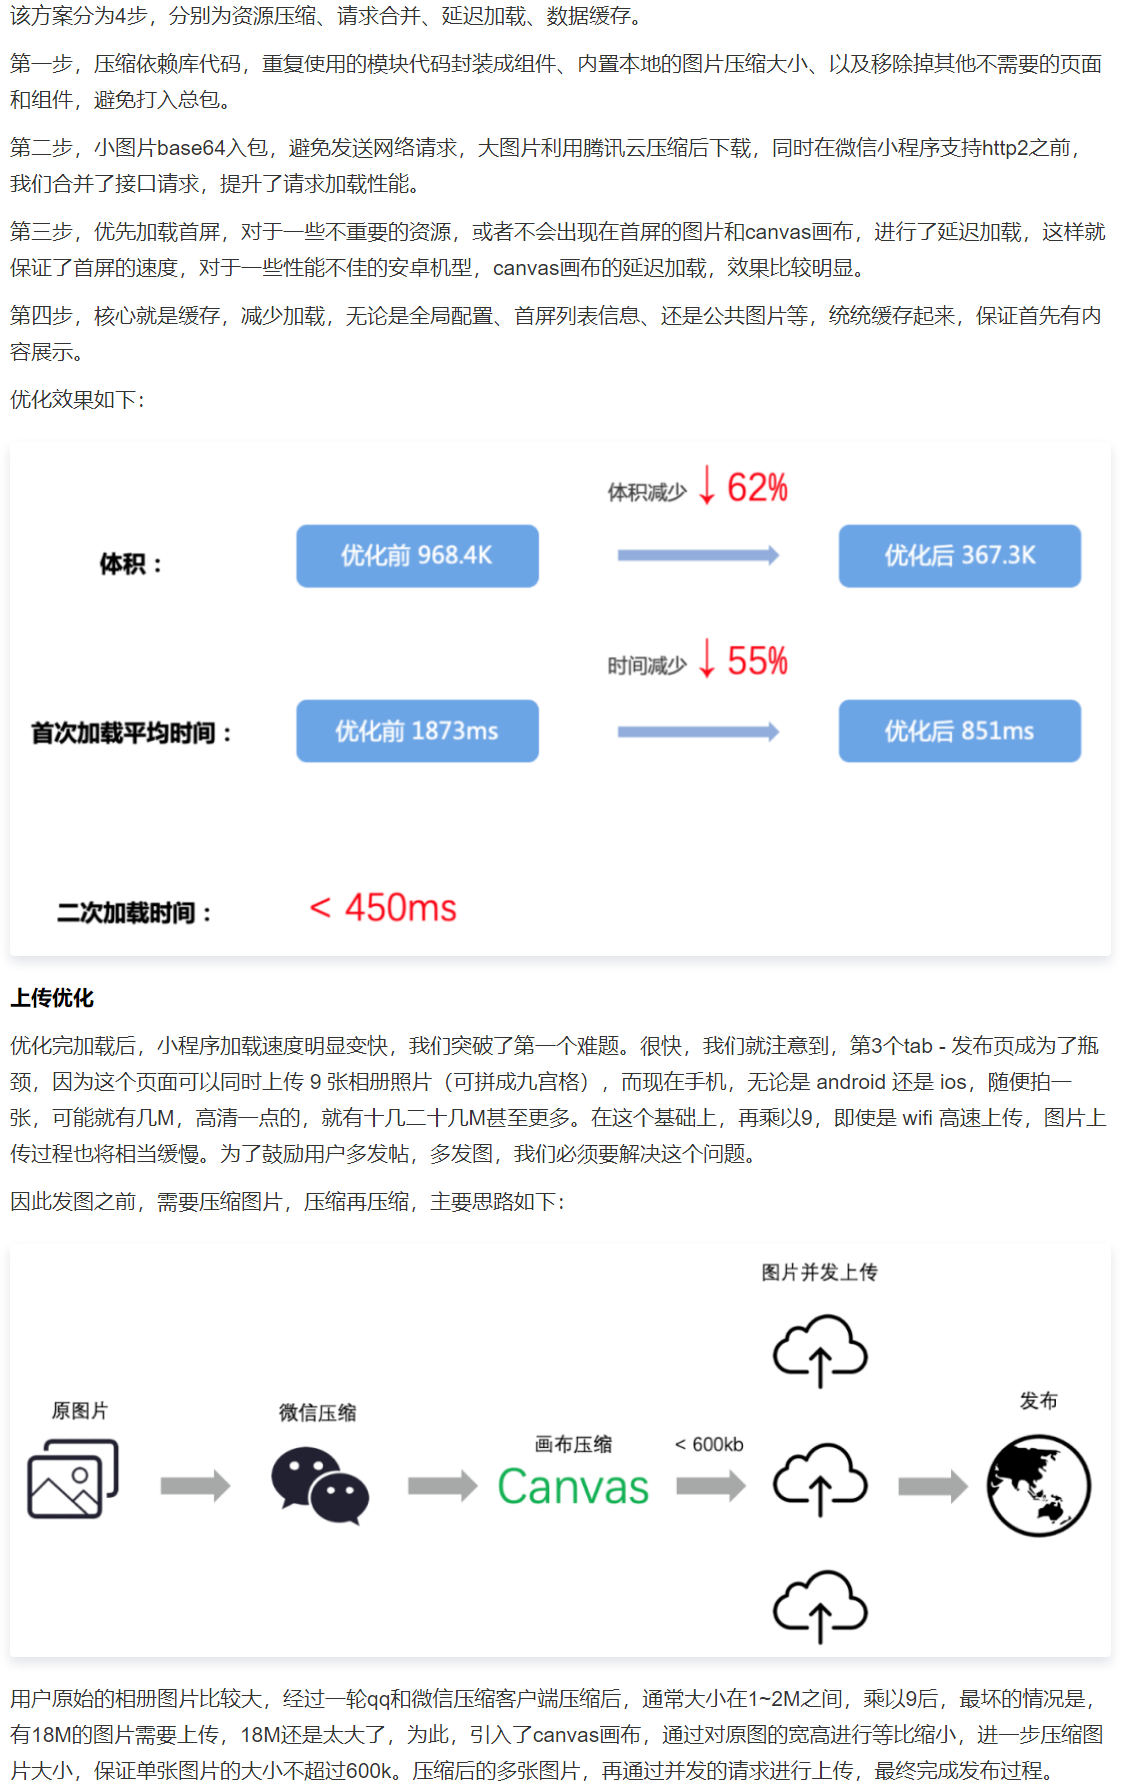 该方案分为4步，分别为资源压缩、请求合并、延迟加载、数据缓存。
第一步，压缩依赖库代码，重复使用的模块代码封装成组件、内置本地的图片压缩大小、以及移除掉其他不需要的页面
和组件，避免打入总包。
第二步，小图片base64入包，避免发送网络请求，大图片利用腾讯云压缩后下载，同时在微信小程序支持http2之前，
我们合并了接口请求，提升了请求加载性能。
第三步，优先加载首屏，对于一些不重要的资源，或者不会出现在首屏的图片和canvas画布，进行了延迟加载，这样就
保证了首屏的速度，对于一些性能不佳的安卓机型，canvas画布的延迟加载，效果比较明显。
第四步，核心就是缓存，减少加载，无论是全局配置、首屏列表信息、还是公共图片等，统统缓存起来，保证首先有内
容展示。
优化效果如下：
体积减少 ↓ 62%
体积： 优化前 968.4K 优化后 367.3K
时间减少 ↓ 55%
首次加载平均时间： 优化前 1873ms 优化后 851ms
二次加载时间： < 450ms
上传优化
优化完加载后，小程序加载速度明显变快，我们突破了第一个难题。很快，我们就注意到，第3个tab - 发布页成为了瓶
颈，因为这个页面可以同时上传 9 张相册照片（可拼成九宫格），而现在手机，无论是 android 还是 ios，随便拍一
张，可能就有几M，高清一点的，就有十几二十几M甚至更多。在这个基础上，再乘以9，即使是 wifi 高速上传，图片上
传过程也将相当缓慢。为了鼓励用户多发帖，多发图，我们必须要解决这个问题。
因此发图之前，需要压缩图片，压缩再压缩，主要思路如下：
图片并发上传
原图片 微信压缩 发布
画布压缩 < 600kb
Canvas
用户原始的相册图片比较大，经过一轮qq和微信压缩客户端压缩后，通常大小在1~2M之间，乘以9后，最坏的情况是，
有18M的图片需要上传，18M还是太大了，为此，引入了canvas画布，通过对原图的宽高进行等比缩小，进一步压缩图
片大小，保证单张图片的大小不超过600k。压缩后的多张图片，再通过并发的请求进行上传，最终完成发布过程。